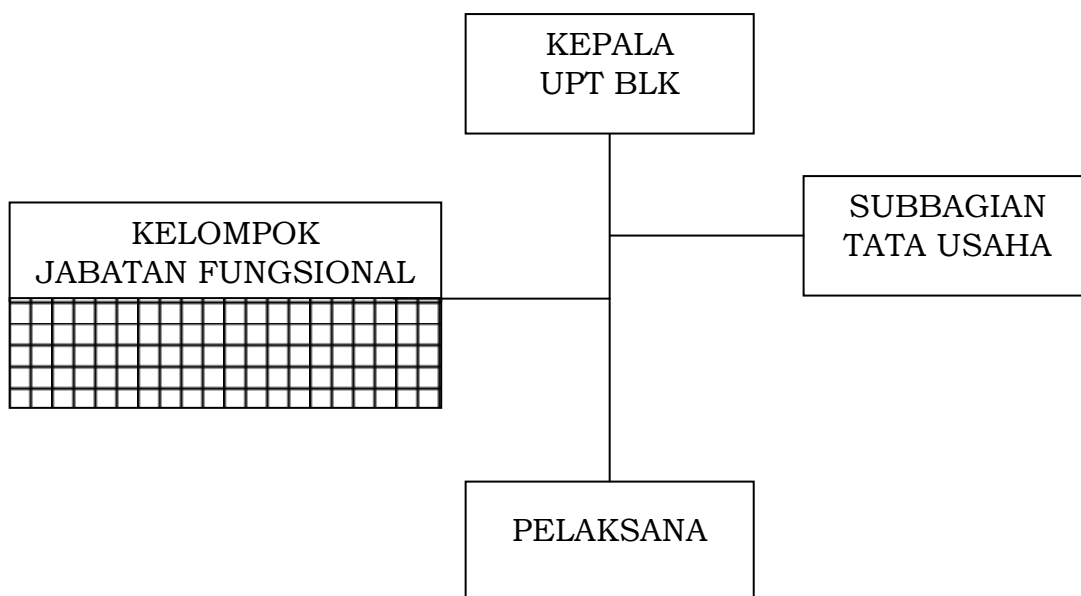 KEPALA
UPT BLK
SUBBAGIAN
TATA USAHA
KELOMPOK
JABATAN FUNGSIONAL
PELAKSANA